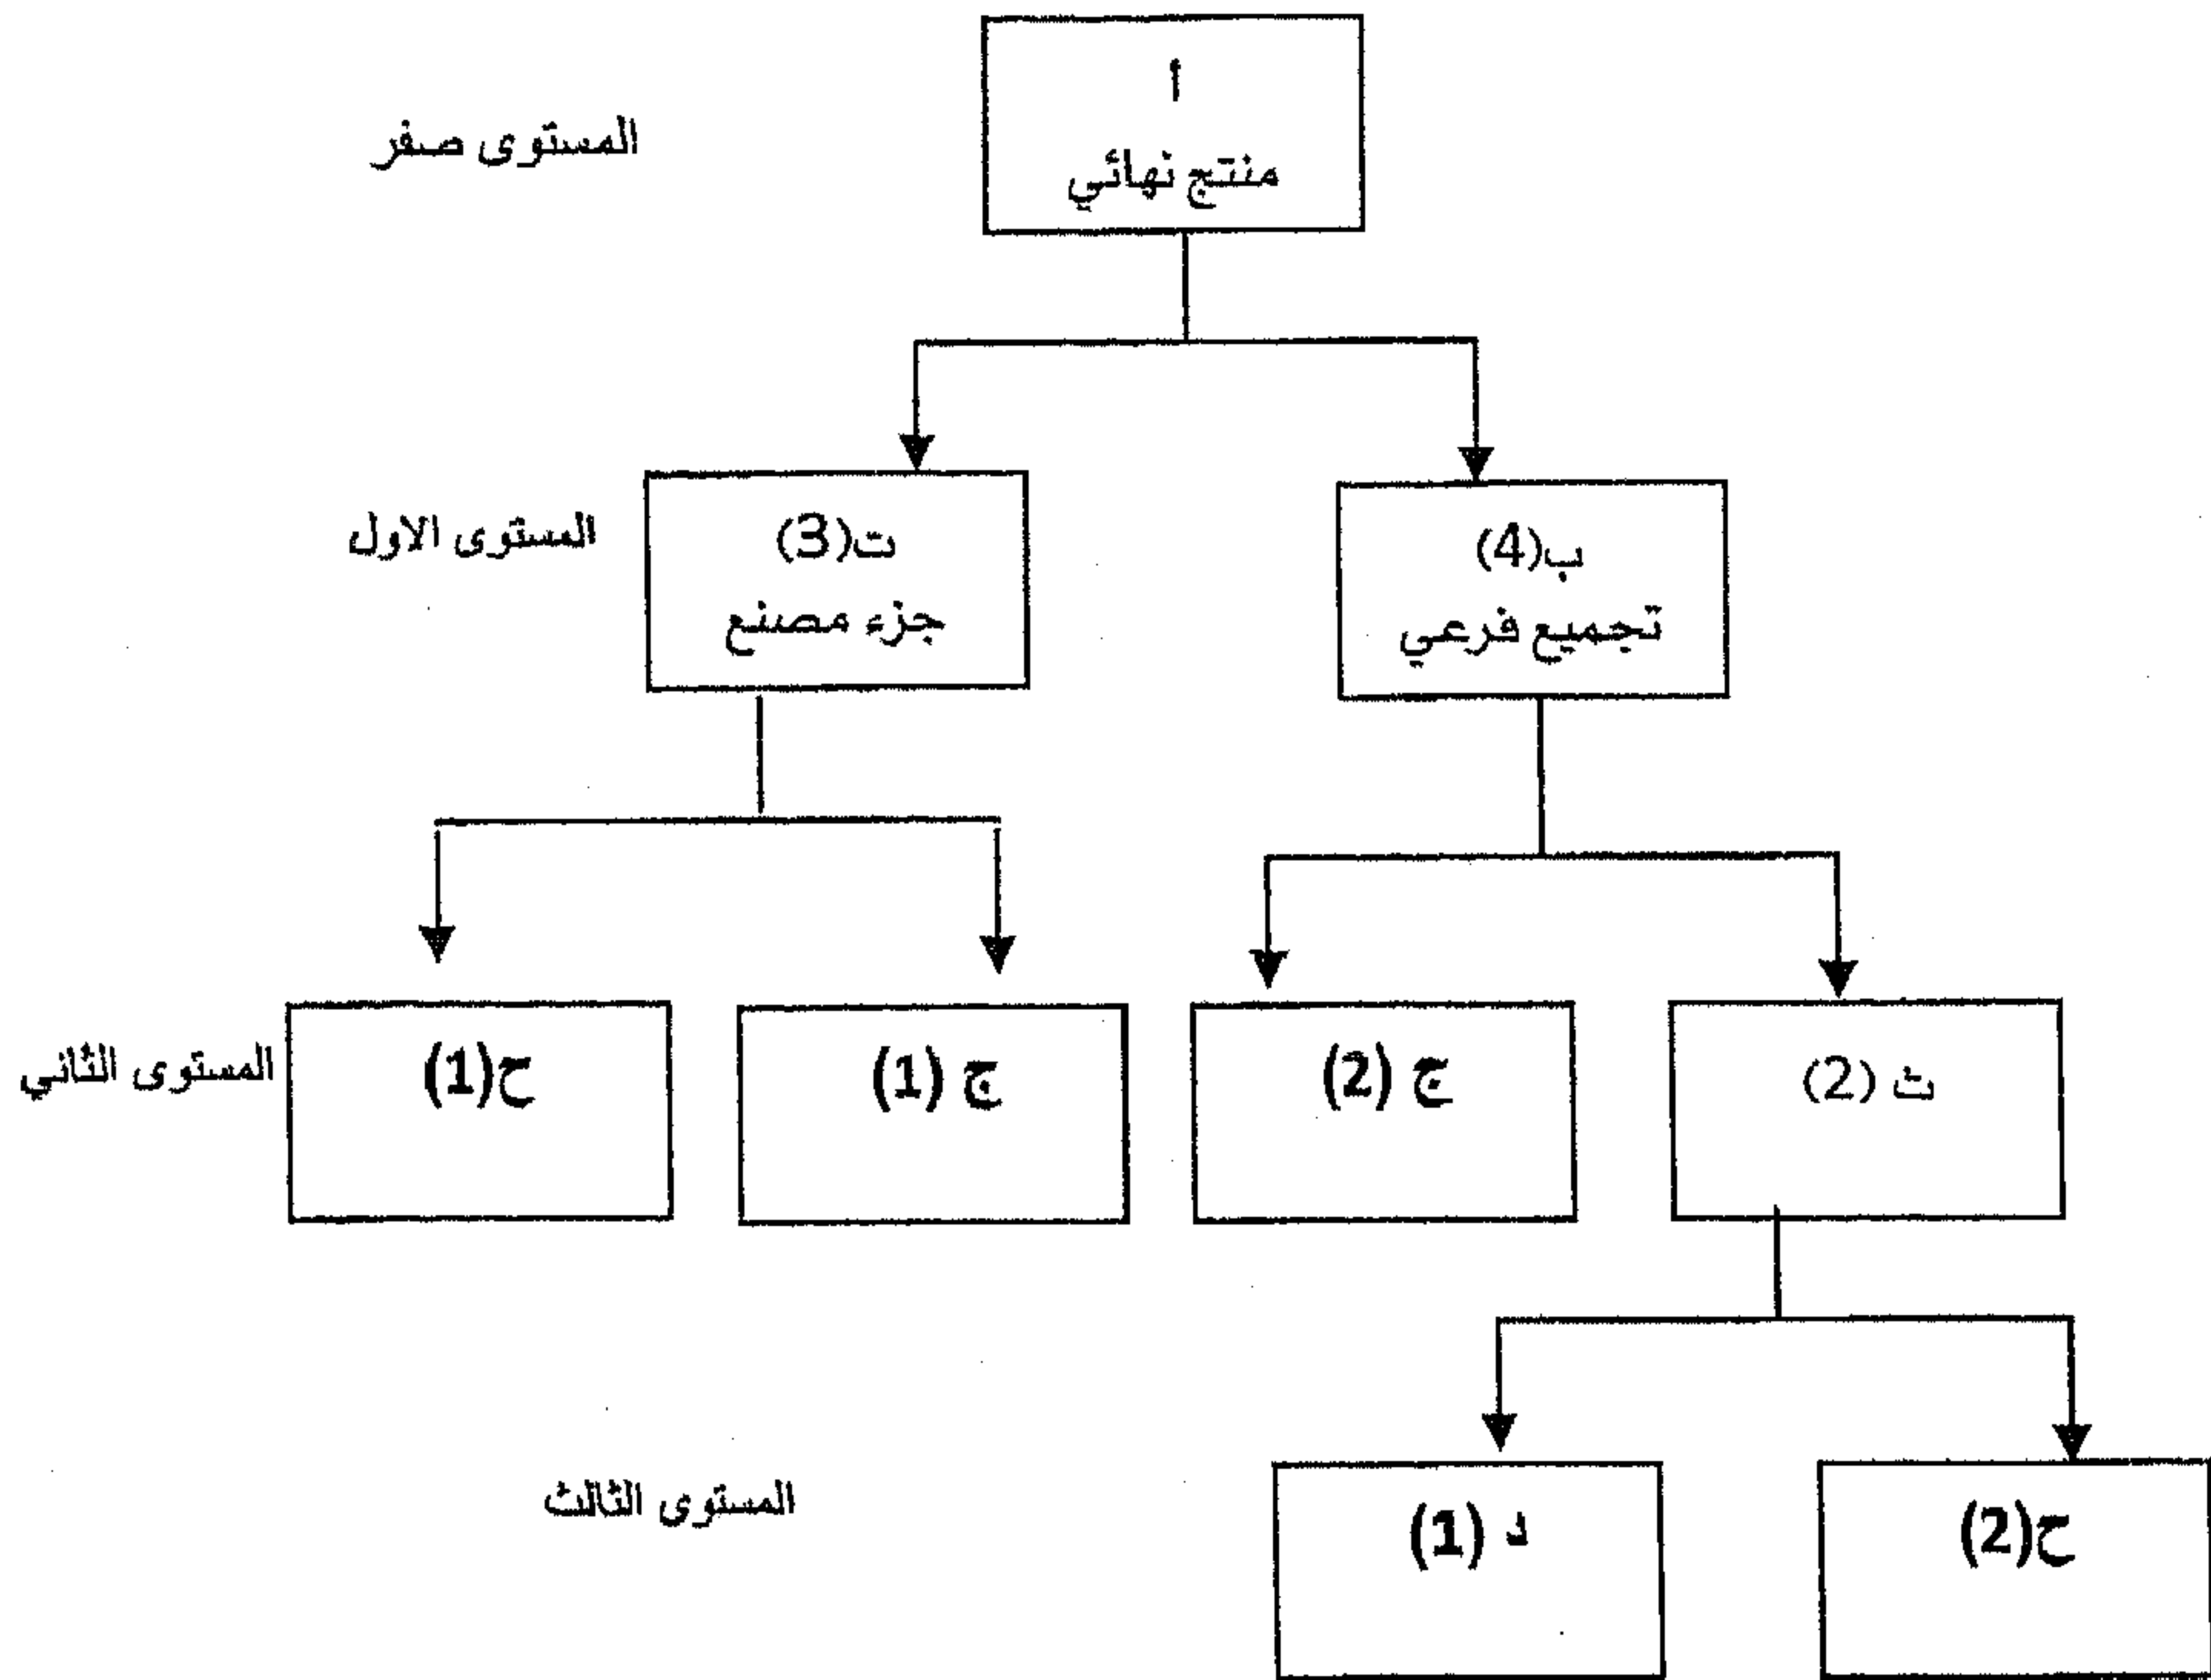 أ
منتج نهائي
المستوى صفر
ب(4)
تجميع فرعي
ت(3)
جزء مصنع
المستوى الاول
ث (2)
ج (2)
ج (1)
ح(1)
المستوى الثاني
ح(2)
د (1)
المستوى الثالث